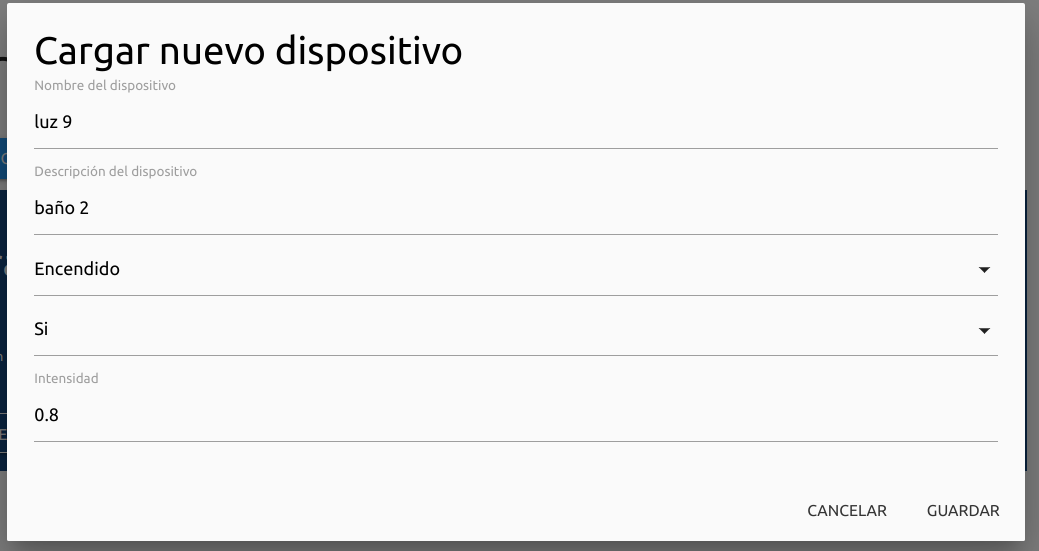 Cargar nuevo dispositivo
Nombre del dispositivo
luz 9
Descripción del dispositivo
baño 2
Encendido
Si
Intensidad
0.8
CANCELAR GUARDAR